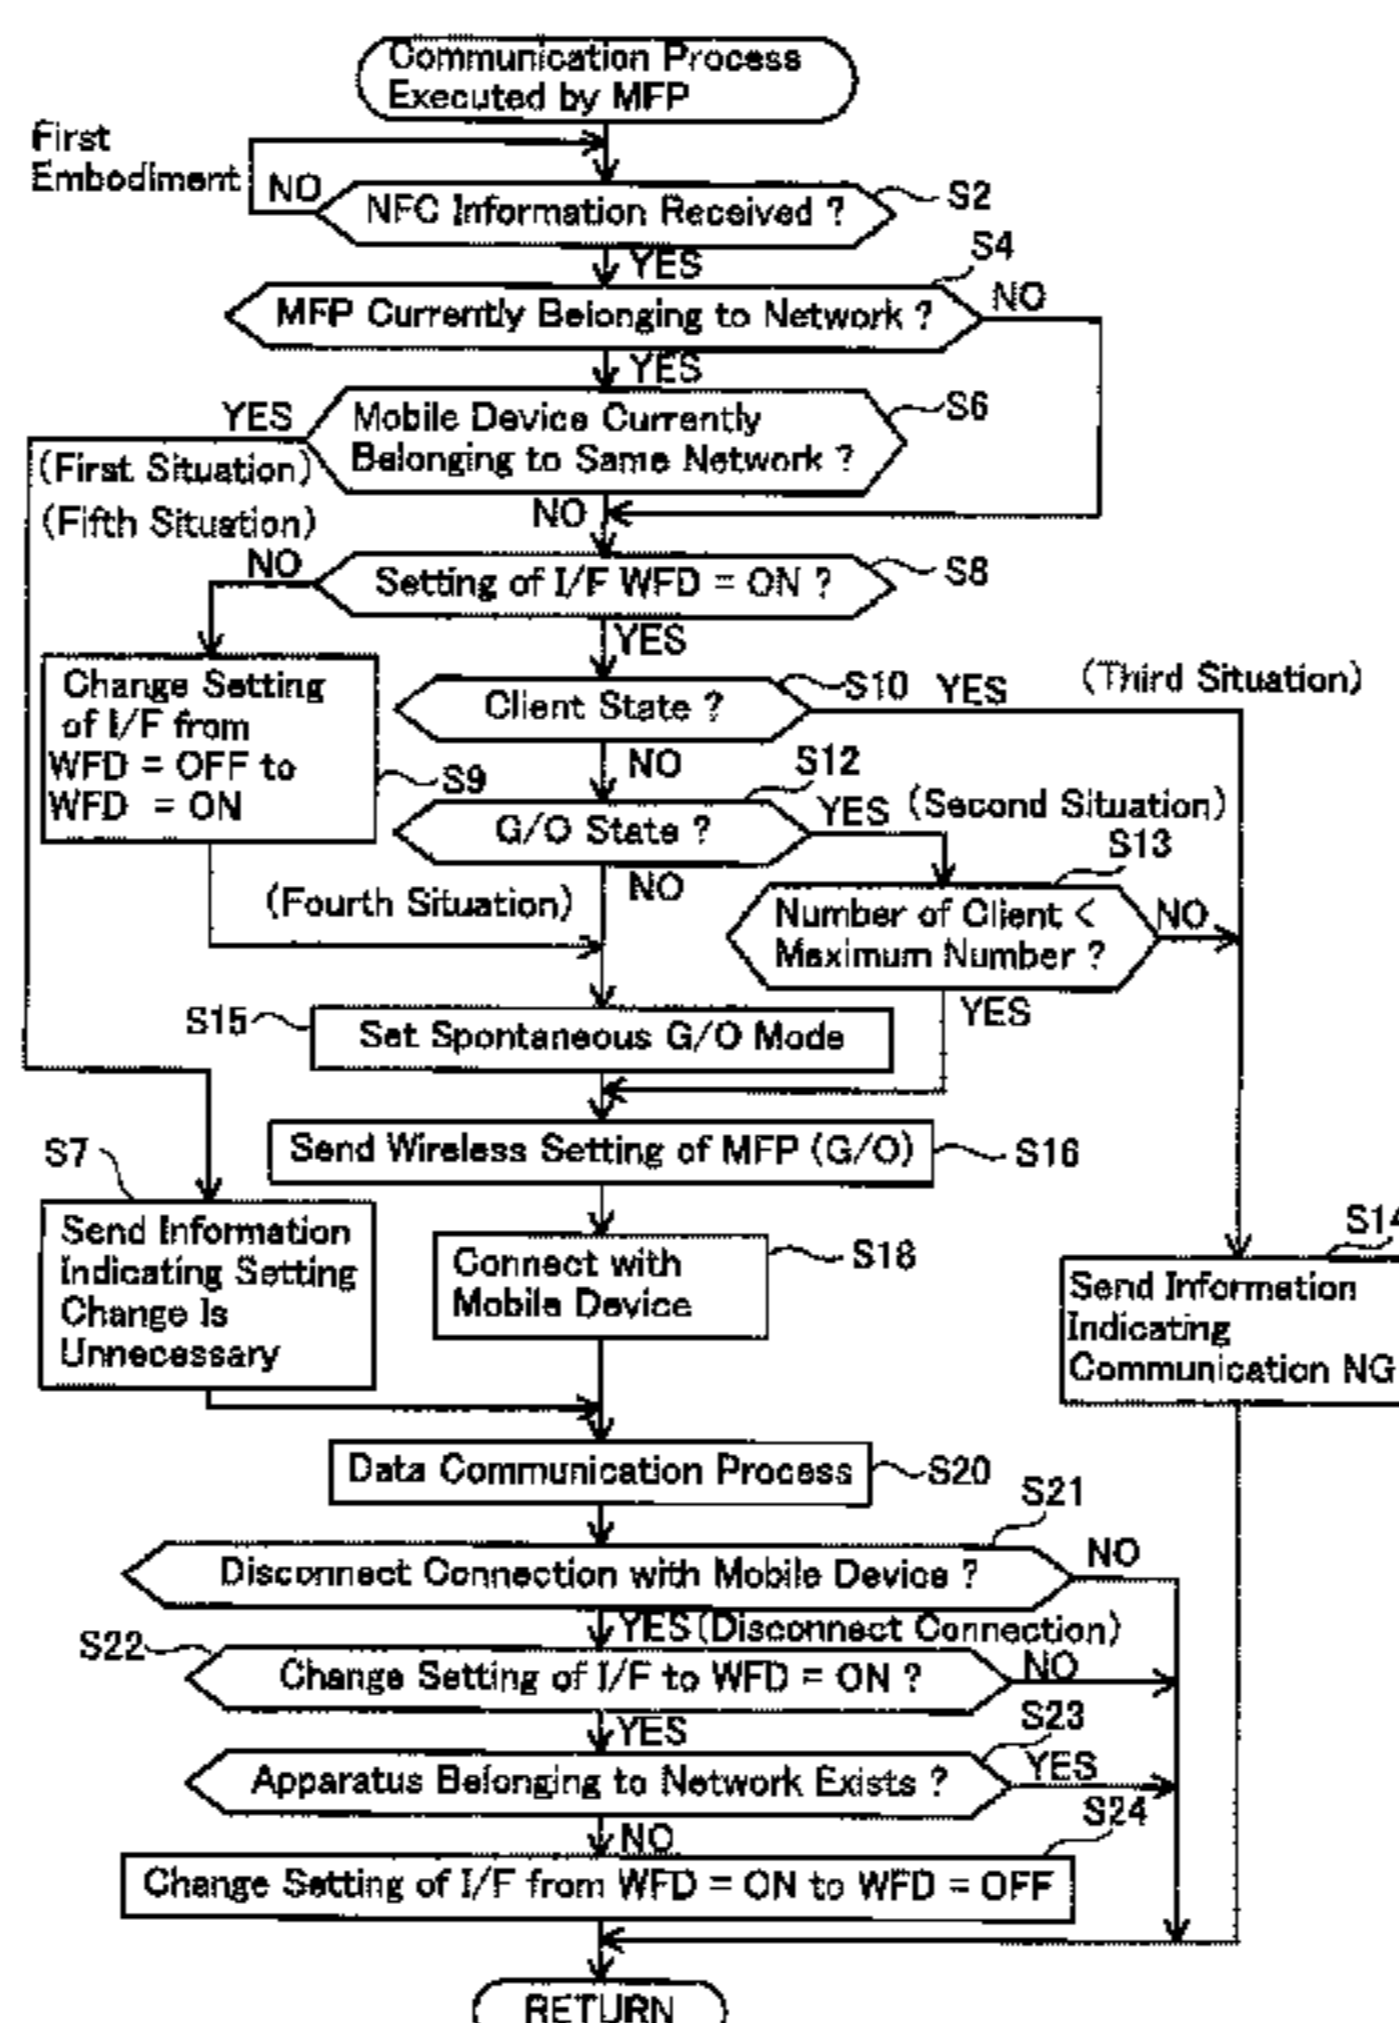 Communication Process
Executed by MFP
First
Embodiment
NO
NFC Information Received ?
S2
YES
S4
MFP Currently Belonging to Network ?
NO
YES
YES
Mobile Device Currently
Belonging to Same Network ?
S6
(First Situation)
(Fifth Situation)
NO
NO
Setting of I/F WFD = ON ?
S8
YES
Change Setting
of I/F from
WFD = OFF to
WFD = ON
S9
Client State ?
S10
YES
(Third Situation)
NO
S12
G/O State ?
YES
(Second Situation)
S13
NO
(Fourth Situation)
Number of Client <
Maximum Number ?
NO
YES
S15
Set Spontaneous G/O Mode
Send Wireless Setting of MFP (G/O)
S16
S7
Send Information
Indicating Setting
Change Is
Unnecessary
Connect with
Mobile Device
S18
S14
Send Information
Indicating
Communication NG
Data Communication Process
S20
S21
Disconnect Connection with Mobile Device ?
NO
YES(Disconnect Connection)
S22
Change Setting of I/F to WFD = ON ?
NO
YES
S23
Apparatus Belonging to Network Exists ?
YES
NO
S24
Change Setting of I/F from WFD = ON to WFD = OFF
RETURN